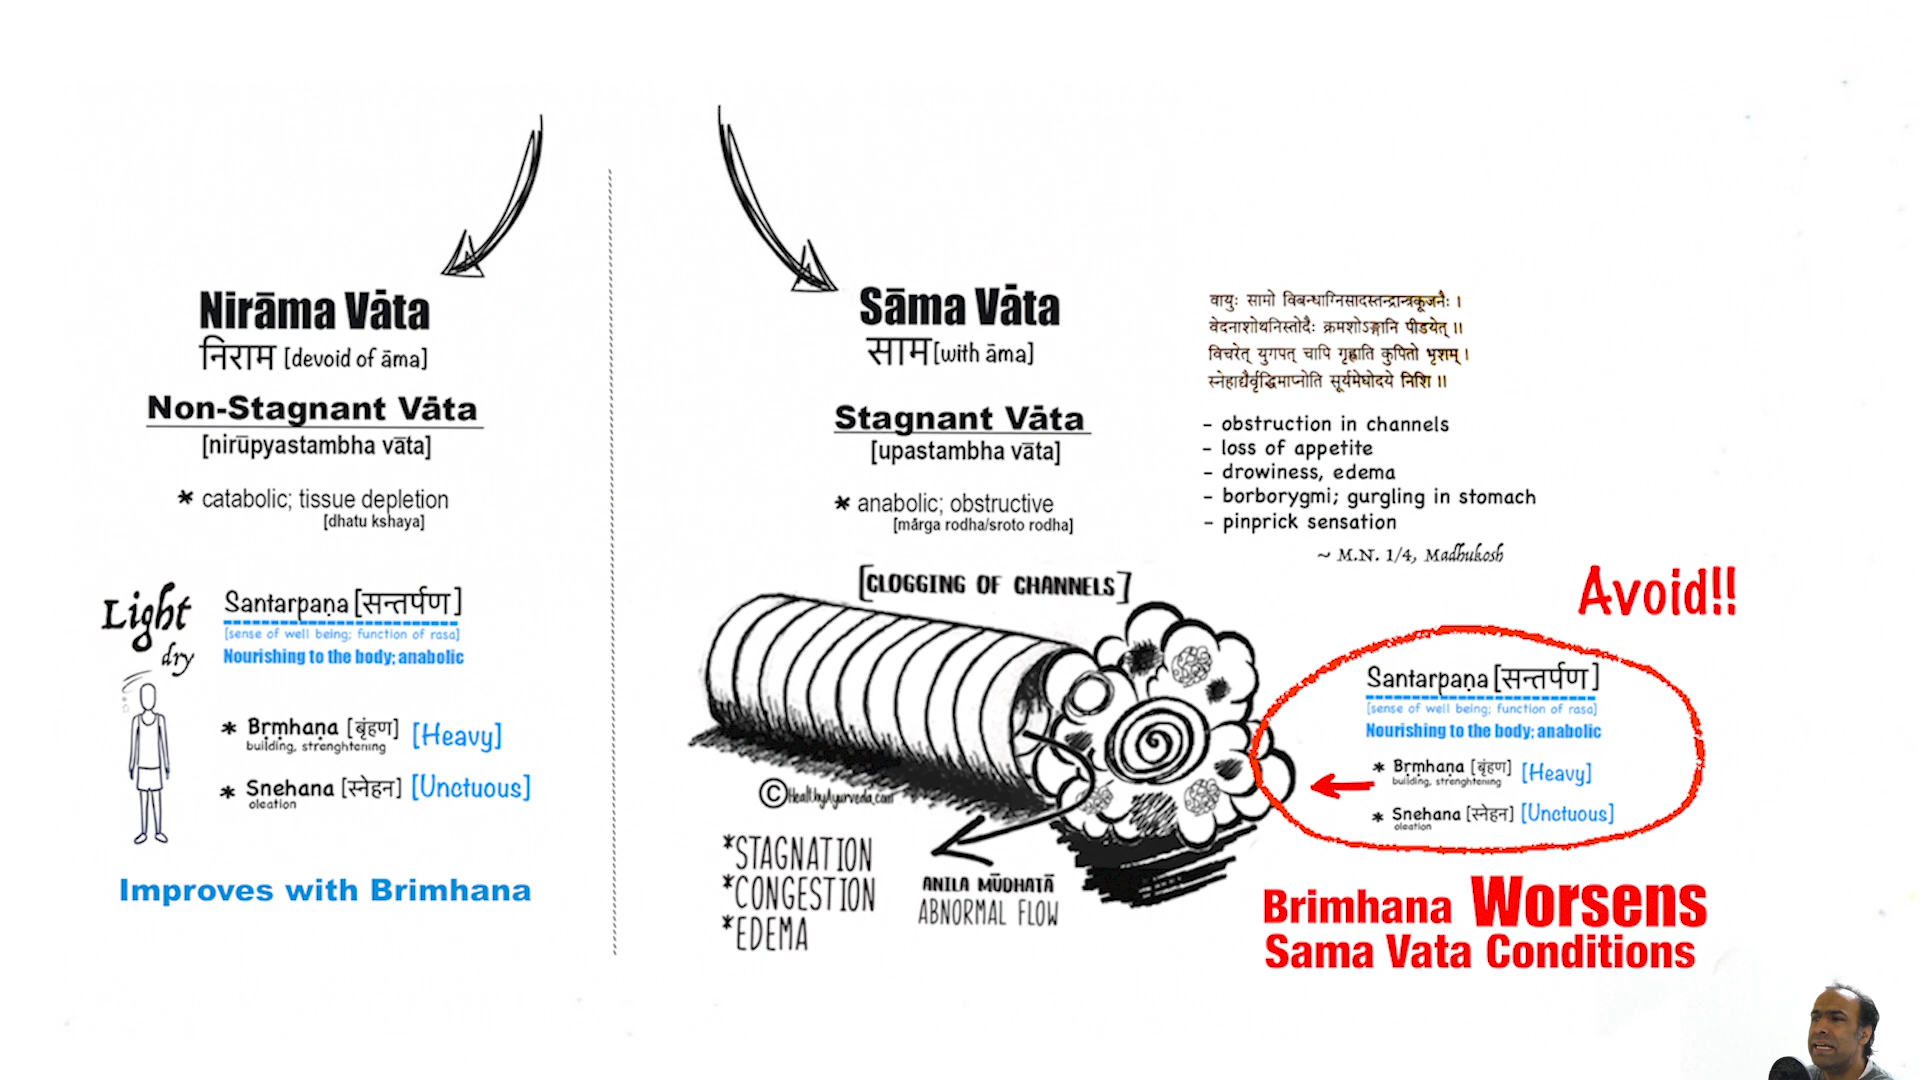 Nirāma Vāta
निराम [devoid of āma]
Non-Stagnant Vāta
[nirūpyastambha vāta]
* catabolic; tissue depletion
[dhatu kshaya]
Light
dry
Santarpaṇa [सन्तर्पण]
[sense of well being; function of rasa]
Nourishing to the body; anabolic
* Bṛṃhaṇa [बृंहण] [Heavy]
building, strenghtening
* Snehana [स्नेहन] [Unctuous]
oleation
Improves with Brimhana
Sāma Vāta
साम [with āma]
Stagnant Vāta
[upastambha vāta]
* anabolic; obstructive
[mārga rodha/sroto rodha]
[CLOGGING OF CHANNELS]
©HealthyAyurveda.com
*STAGNATION
*CONGESTION
*EDEMA
ANILA MŪDHATĀ
ABNORMAL FLOW
वायुः सामो विबन्धाग्निसादस्तन्द्रान्त्रकूजनैः ।
वेदनाशोथनिस्तोदैः क्रमशोऽङ्गानि पीडयेत् ॥
विचरेत् युगपत् चापि गृह्णाति कुपितो भृशम् ।
स्नेहाद्यैर्वृद्धिमाप्नोति सूर्यमेघोदये निशि ॥
- obstruction in channels
- loss of appetite
- drowiness, edema
- borborygmi; gurgling in stomach
- pinprick sensation
~ M.N. 1/4, Madhukosh
Avoid!!
Santarpaṇa [सन्तर्पण]
[sense of well being; function of rasa]
Nourishing to the body; anabolic
* Bṛṃhaṇa [बृंहण] [Heavy]
building, strenghtening
* Snehana [स्नेहन] [Unctuous]
oleation
Brimhana Worsens
Sama Vata Conditions